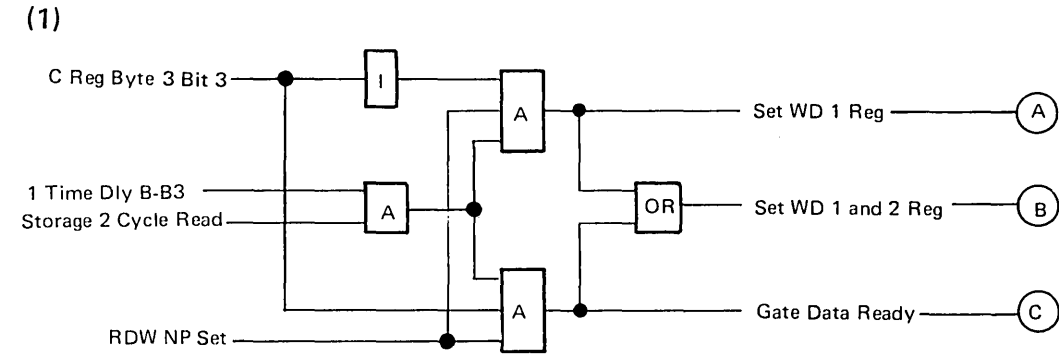 (1)
C Reg Byte 3 Bit 3
I
A
Set WD 1 Reg
A
1 Time Dly B-B3
Storage 2 Cycle Read
A
OR
Set WD 1 and 2 Reg
B
A
Gate Data Ready
C
RDW NP Set